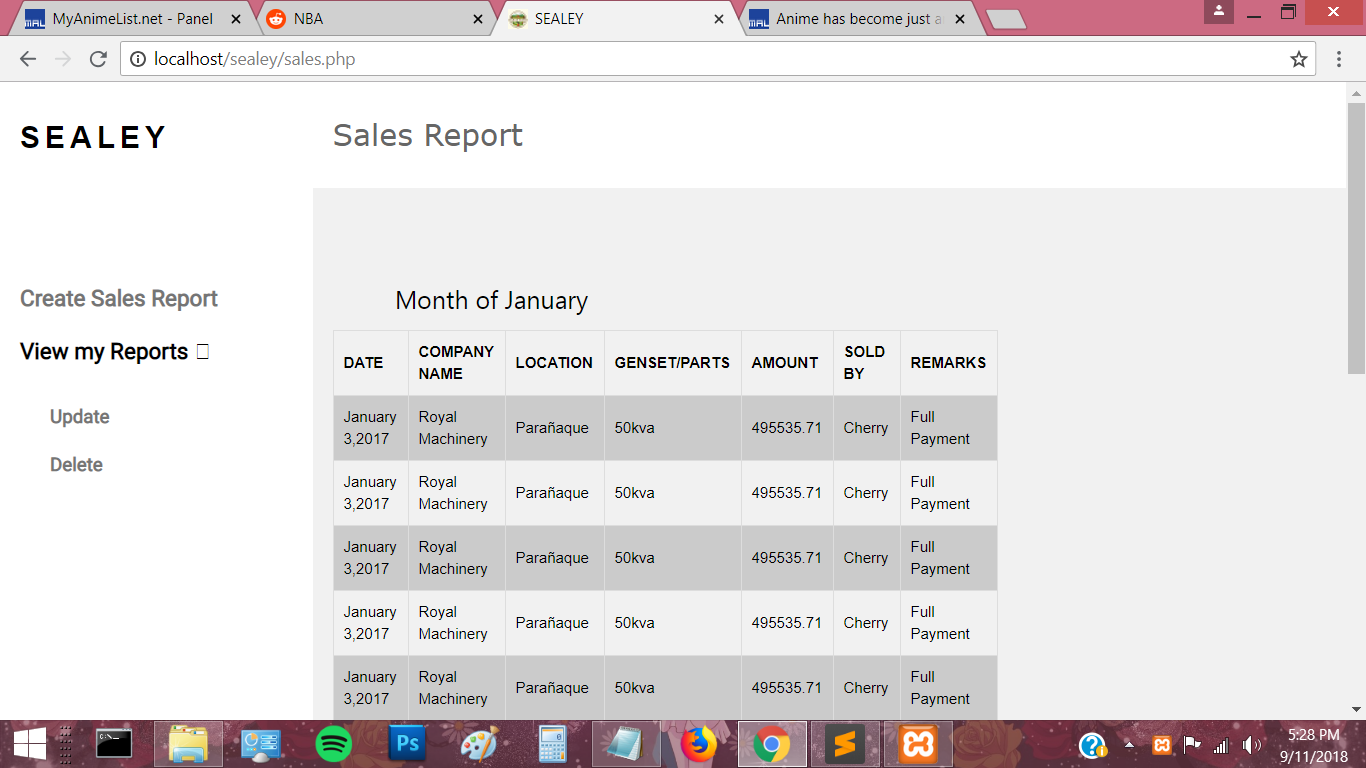 MyAnimeList.net - Panel
NBA
SEALEY
Anime has become just a
localhost/sealey/sales.php
SEALEY
Sales Report
Create Sales Report
View my Reports
Update
Delete
Month of January
DATE COMPANY NAME LOCATION GENSET/PARTS AMOUNT SOLD BY REMARKS
January 3,2017 Royal Machinery Parañaque 50kva 495535.71 Cherry Full Payment
January 3,2017 Royal Machinery Parañaque 50kva 495535.71 Cherry Full Payment
January 3,2017 Royal Machinery Parañaque 50kva 495535.71 Cherry Full Payment
January 3,2017 Royal Machinery Parañaque 50kva 495535.71 Cherry Full Payment
January 3,2017 Royal Machinery Parañaque 50kva 495535.71 Cherry Full Payment
Ps
5:28 PM
9/11/2018